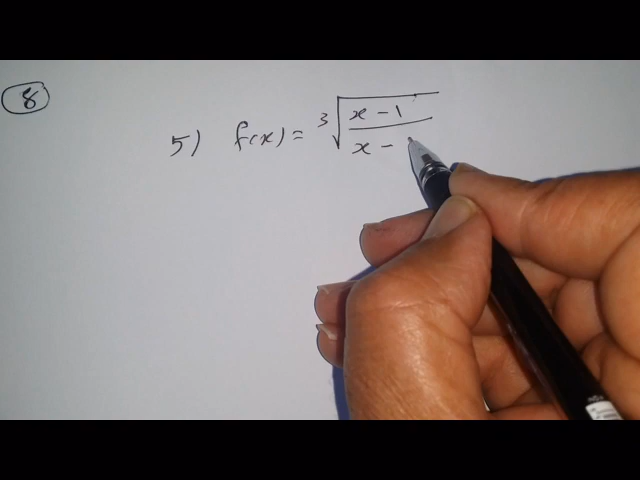 8
5) f(x) = ∛((x - 1)/(x -